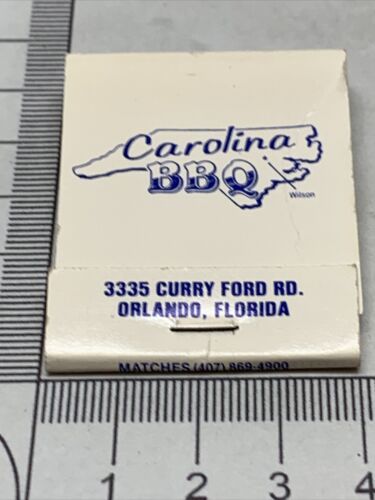 Carolina
BBQ
Wilson
3335 CURRY FORD RD.
ORLANDO, FLORIDA
MATCHES (407) 869-4900
1 2 3 4